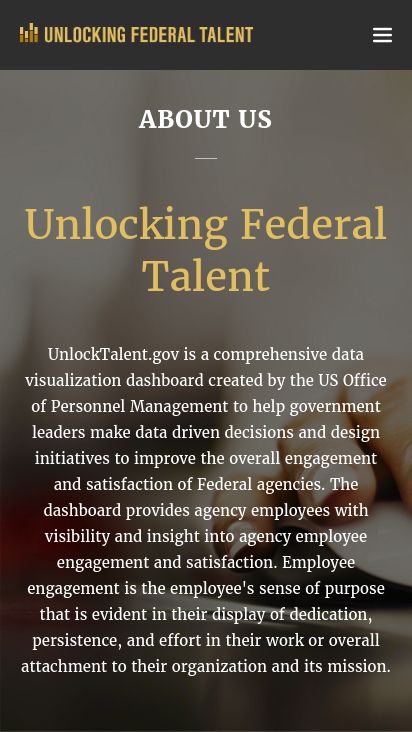 UNLOCKING FEDERAL TALENT
ABOUT US
Unlocking Federal
Talent
UnlockTalent.gov is a comprehensive data
visualization dashboard created by the US Office
of Personnel Management to help government
leaders make data driven decisions and design
initiatives to improve the overall engagement
and satisfaction of Federal agencies. The
dashboard provides agency employees with
visibility and insight into agency employee
engagement and satisfaction. Employee
engagement is the employee's sense of purpose
that is evident in their display of dedication,
persistence, and effort in their work or overall
attachment to their organization and its mission.